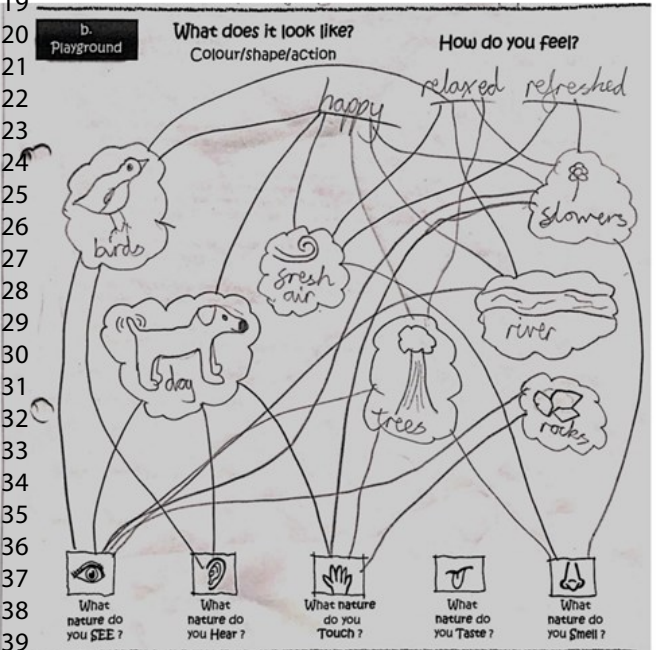 19
20
21
22
23
24
25
26
27
28
29
30
31
32
33
34
35
36
37
38
39
b.
Playground
What does it look like?
Colour/shape/action
How do you feel?
happy
relaxed
refreshed
birds
fresh
air
flowers
dog
river
trees
rocks
What
nature do
you SEE ?
What
nature do
you Hear ?
What nature
do you
Touch ?
What
nature do
you Taste ?
What
nature do
you Smell ?